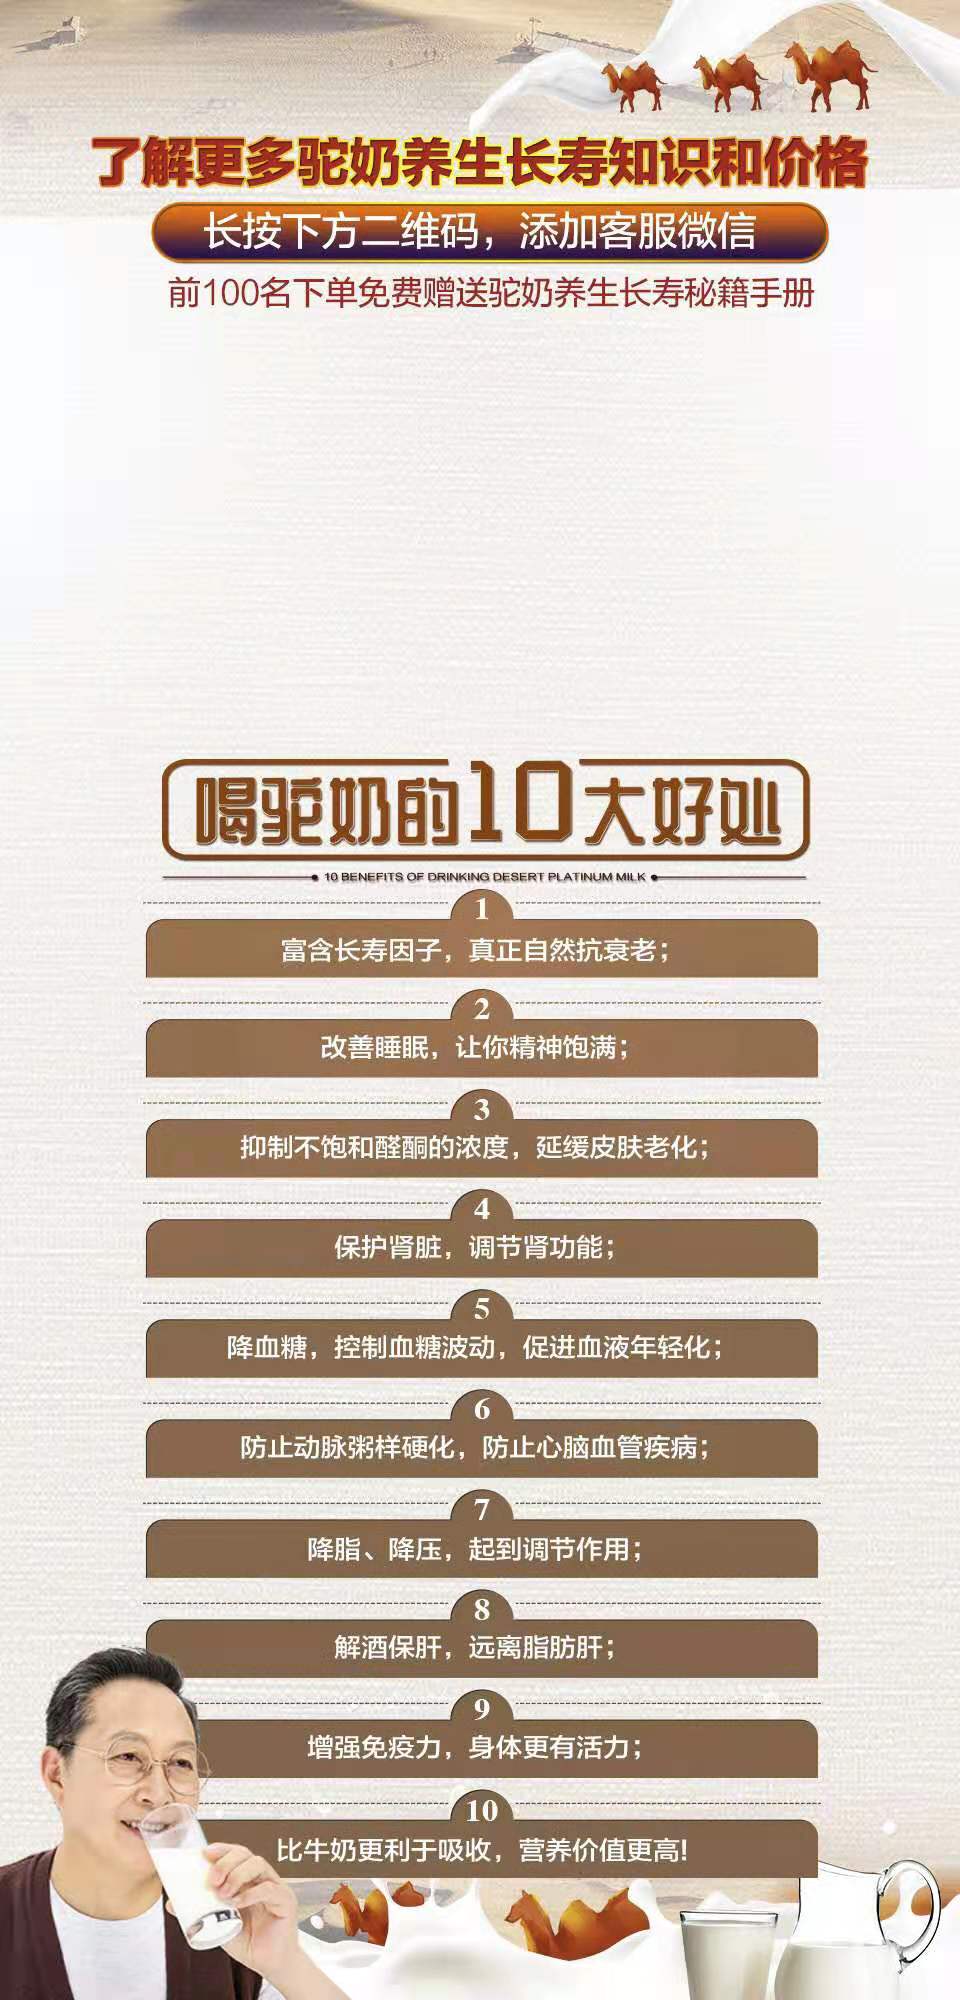 了解更多驼奶养生长寿知识和价格
长按下方二维码，添加客服微信
前100名下单免费赠送驼奶养生长寿秘籍手册
喝驼奶的10大好处
10 BENEFITS OF DRINKING DESERT PLATINUM MILK
1
富含长寿因子，真正自然抗衰老；
2
改善睡眠，让你精神饱满；
3
抑制不饱和醛酮的浓度，延缓皮肤老化；
4
保护肾脏，调节肾功能；
5
降血糖，控制血糖波动，促进血液年轻化；
6
防止动脉粥样硬化，防止心脑血管疾病；
7
降脂、降压，起到调节作用；
8
解酒保肝，远离脂肪肝；
9
增强免疫力，身体更有活力；
10
比牛奶更利于吸收，营养价值更高！